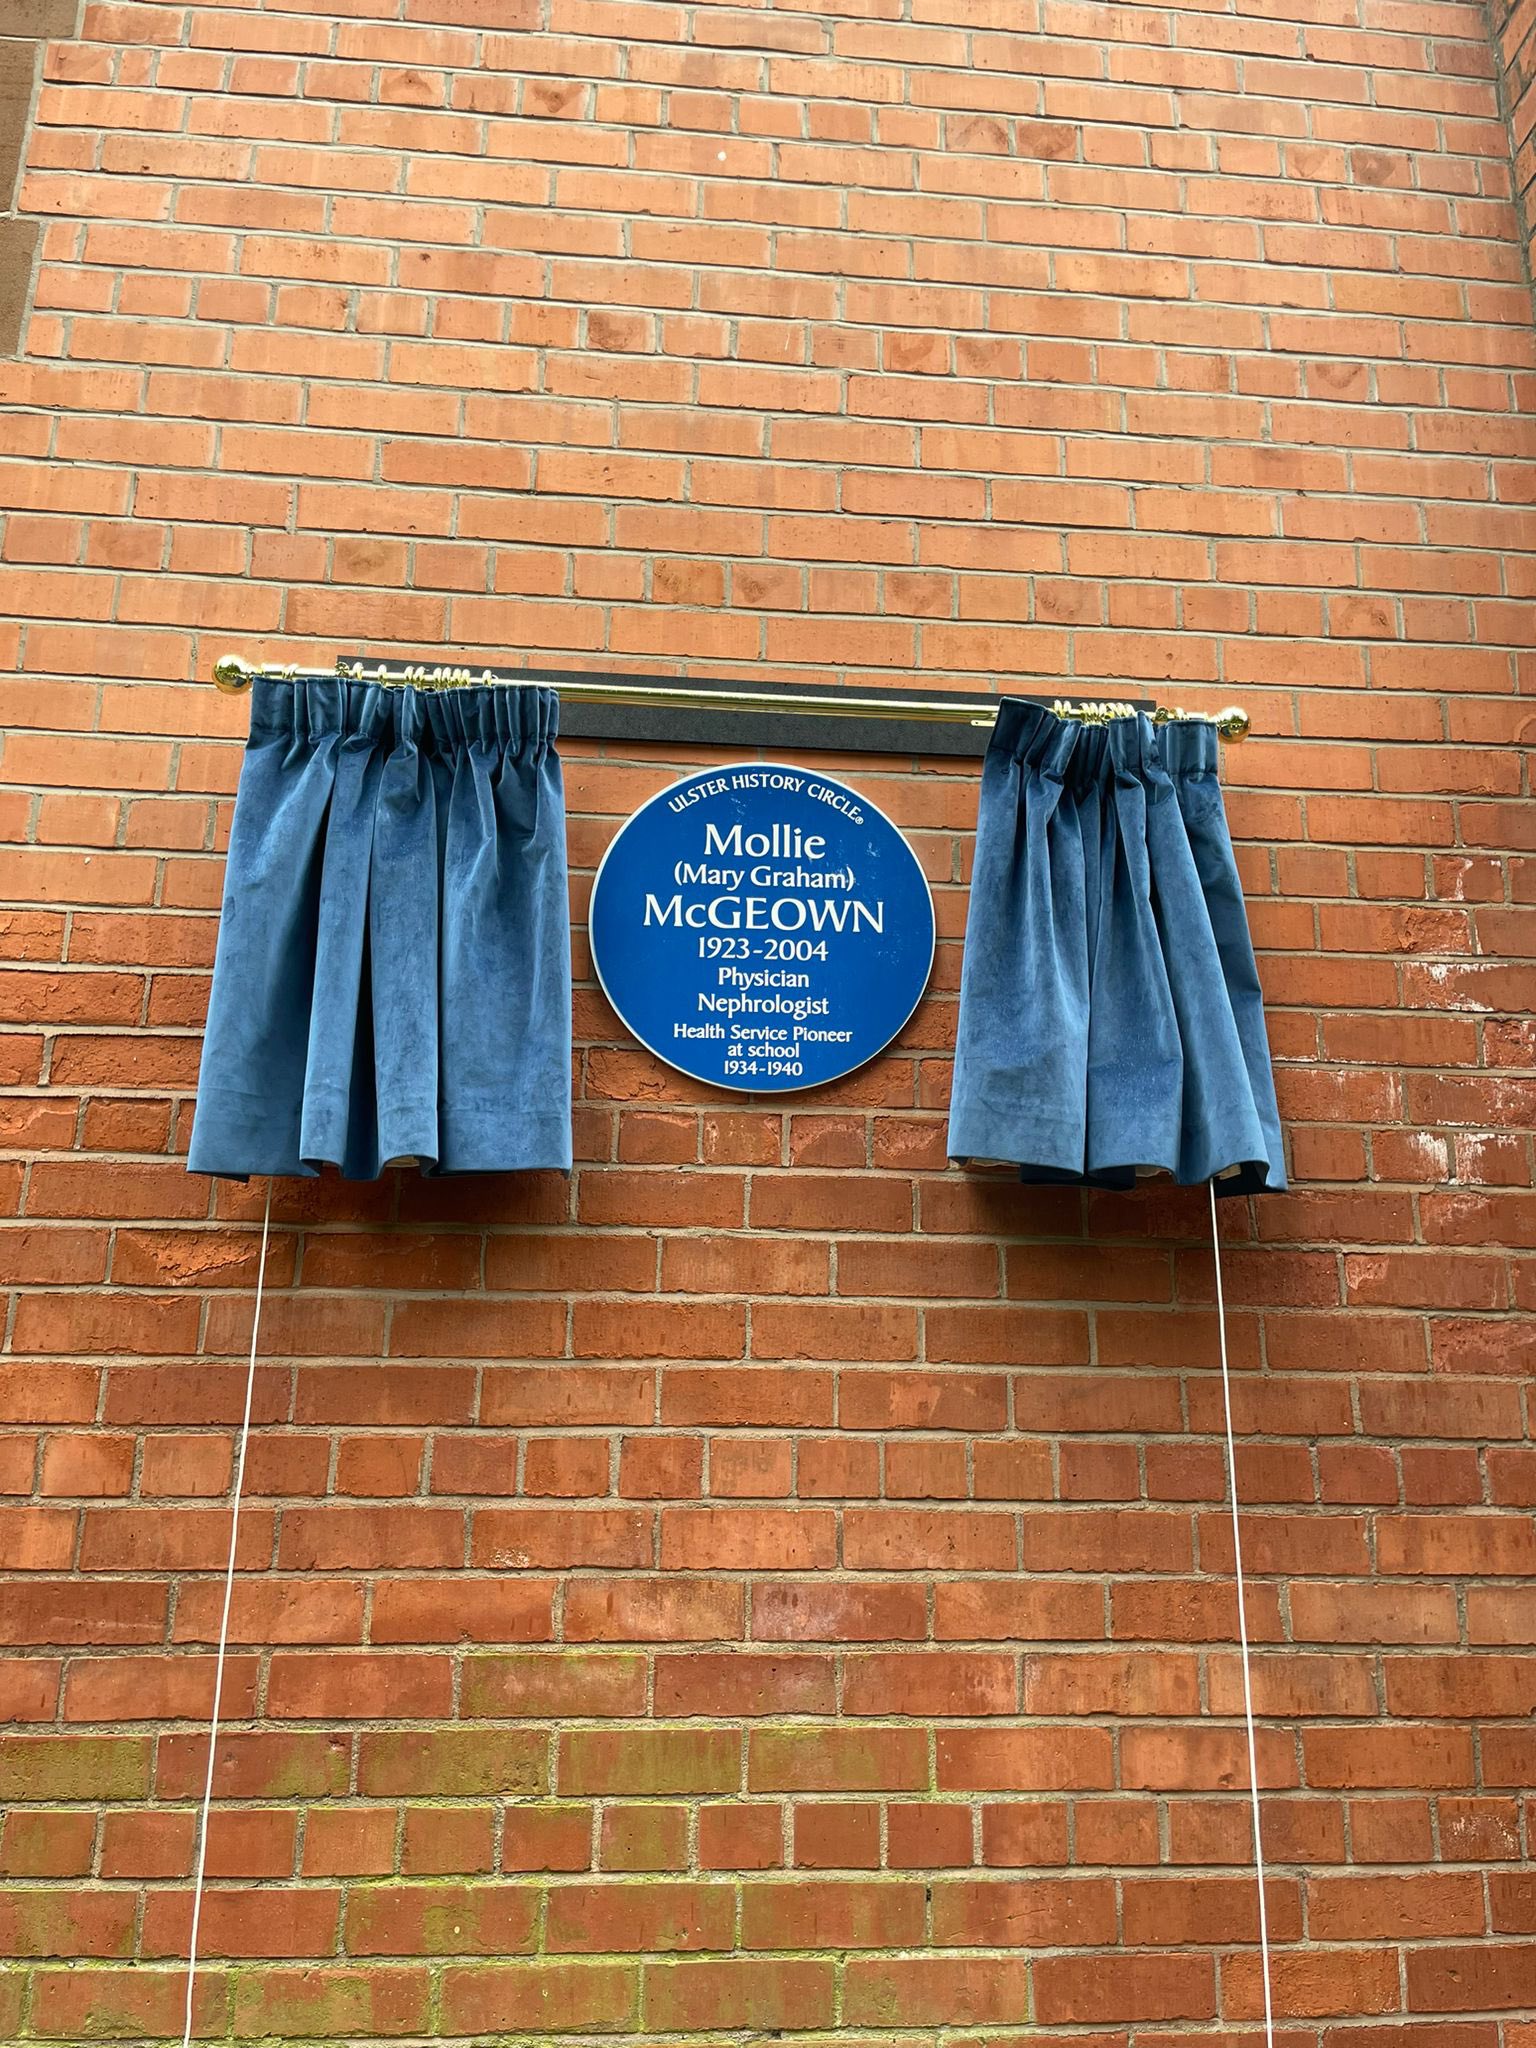 ULSTER HISTORY CIRCLE®
Mollie
(Mary Graham)
McGEOWN
1923-2004
Physician
Nephrologist
Health Service Pioneer
at school
1934-1940